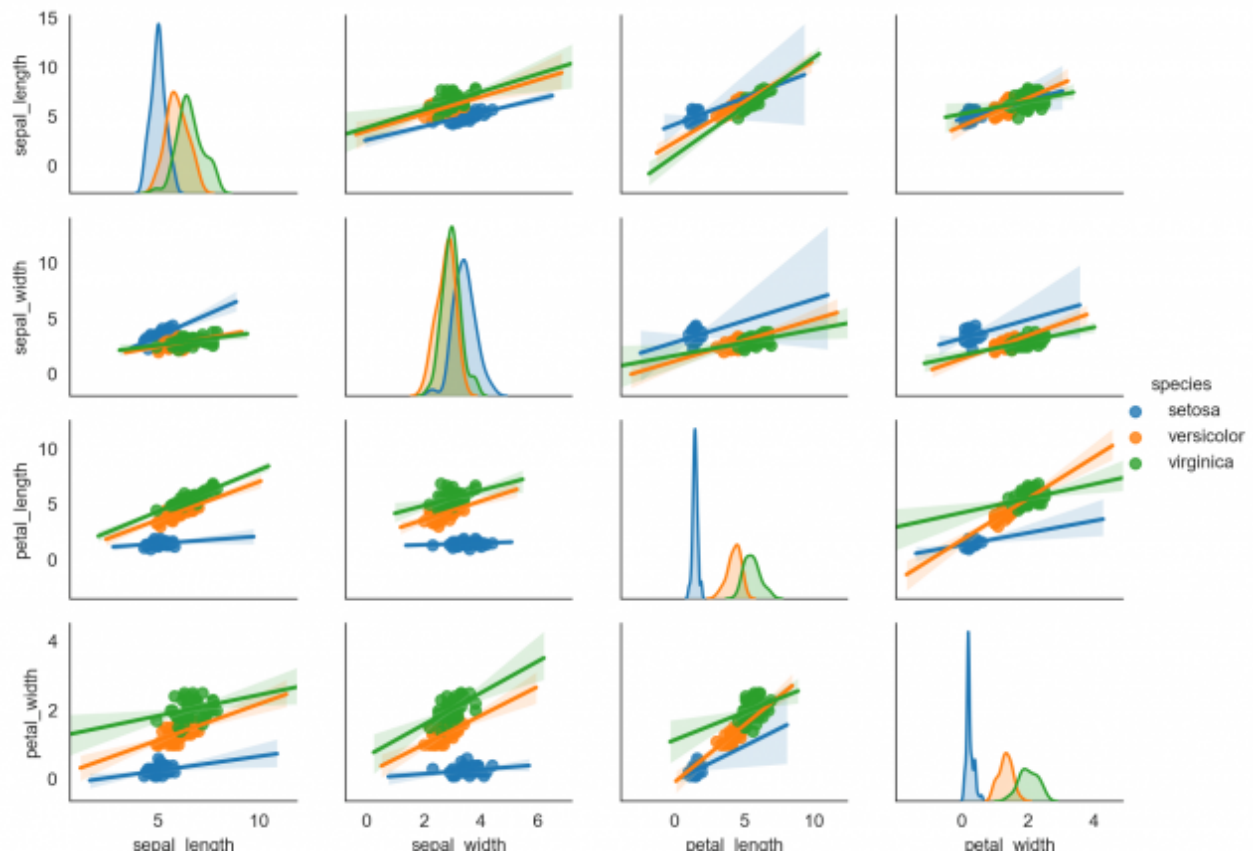 15
10
5
0
sepal_length
10
5
0
sepal_width
species
setosa
versicolor
virginica
10
5
0
petal_length
4
2
0
petal_width
5 10
sepal_length
0 2 4 6
sepal_width
0 5 10
petal_length
0 2 4
petal_width